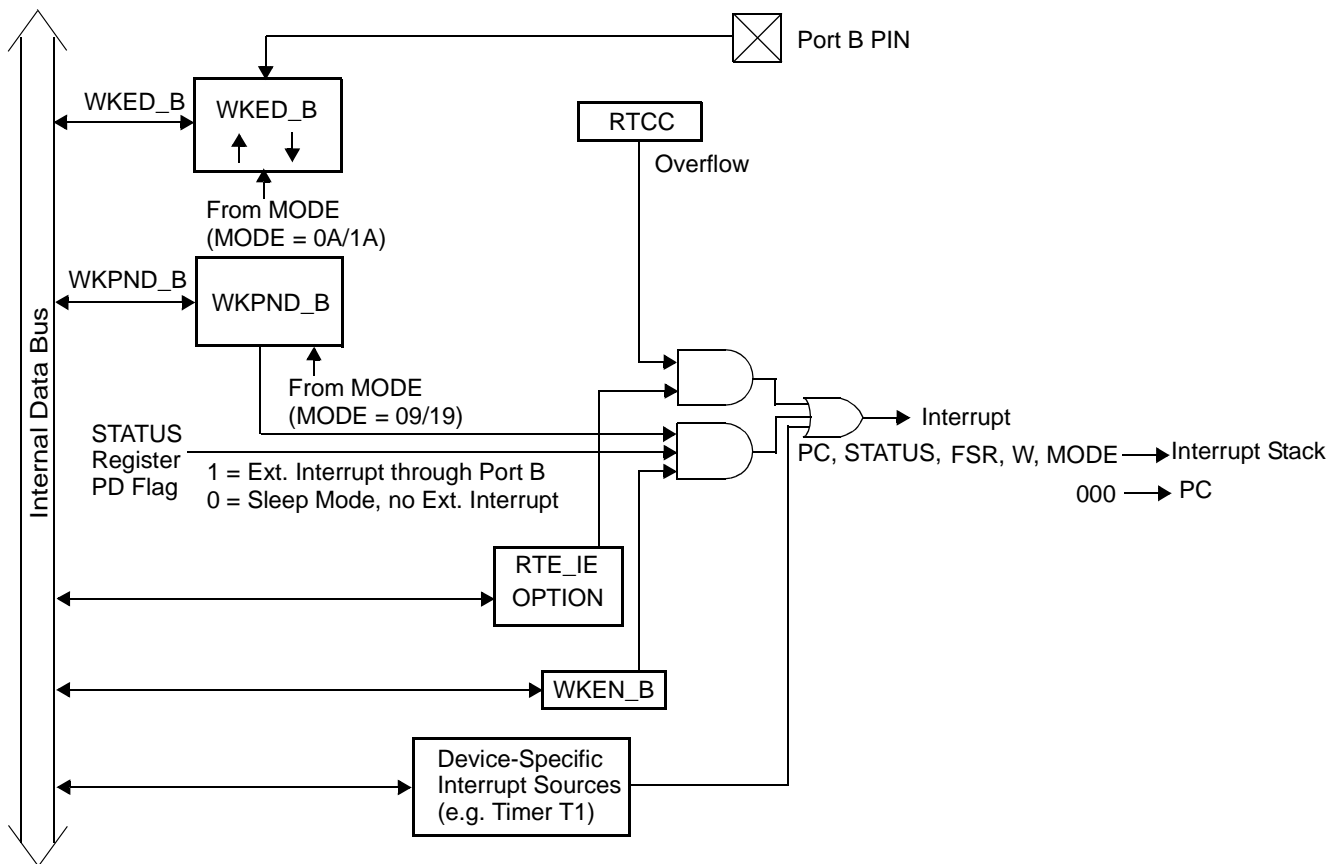 Port B PIN
WKED_B
WKED_B
RTCC
Overflow
From MODE
(MODE = 0A/1A)
WKPND_B
WKPND_B
Internal Data Bus
From MODE
(MODE = 09/19)
Interrupt
STATUS
Register
PD Flag
1 = Ext. Interrupt through Port B
0 = Sleep Mode, no Ext. Interrupt
PC, STATUS, FSR, W, MODE
Interrupt Stack
000
PC
RTE_IE
OPTION
WKEN_B
Device-Specific
Interrupt Sources
(e.g. Timer T1)